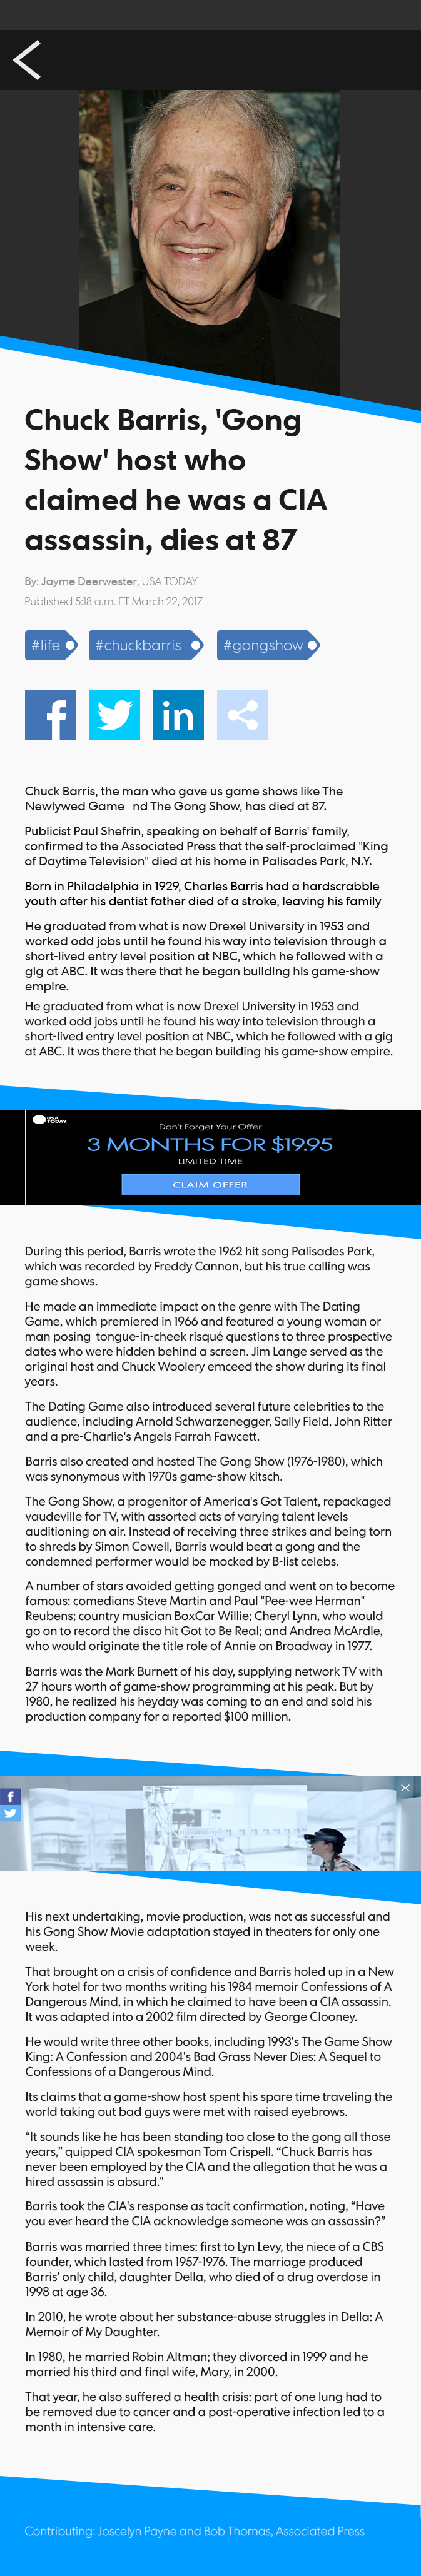 Chuck Barris, 'Gong
Show' host who
claimed he was a CIA
assassin, dies at 87
By: Jayme Deerwester, USA TODAY
Published 5:18 a.m. ET March 22, 2017
#life
#chuckbarris
#gongshow
f
in
Chuck Barris, the man who gave us game shows like The
Newlywed Game nd The Gong Show, has died at 87.
Publicist Paul Shefrin, speaking on behalf of Barris' family,
confirmed to the Associated Press that the self-proclaimed "King
of Daytime Television" died at his home in Palisades Park, N.Y.
Born in Philadelphia in 1929, Charles Barris had a hardscrabble
youth after his dentist father died of a stroke, leaving his family
He graduated from what is now Drexel University in 1953 and
worked odd jobs until he found his way into television through a
short-lived entry level position at NBC, which he followed with a
gig at ABC. It was there that he began building his game-show
empire.
He graduated from what is now Drexel University in 1953 and
worked odd jobs until he found his way into television through a
short-lived entry level position at NBC, which he followed with a gig
at ABC. It was there that he began building his game-show empire.
USA
TODAY
Don't Forget Your Offer
3 MONTHS FOR $19.95
LIMITED TIME
CLAIM OFFER
During this period, Barris wrote the 1962 hit song Palisades Park,
which was recorded by Freddy Cannon, but his true calling was
game shows.
He made an immediate impact on the genre with The Dating
Game, which premiered in 1966 and featured a young woman or
man posing tongue-in-cheek risqué questions to three prospective
dates who were hidden behind a screen. Jim Lange served as the
original host and Chuck Woolery emceed the show during its final
years.
The Dating Game also introduced several future celebrities to the
audience, including Arnold Schwarzenegger, Sally Field, John Ritter
and a pre-Charlie's Angels Farrah Fawcett.
Barris also created and hosted The Gong Show (1976-1980), which
was synonymous with 1970s game-show kitsch.
The Gong Show, a progenitor of America's Got Talent, repackaged
vaudeville for TV, with assorted acts of varying talent levels
auditioning on air. Instead of receiving three strikes and being torn
to shreds by Simon Cowell, Barris would beat a gong and the
condemned performer would be mocked by B-list celebs.
A number of stars avoided getting gonged and went on to become
famous: comedians Steve Martin and Paul "Pee-wee Herman"
Reubens; country musician BoxCar Willie; Cheryl Lynn, who would
go on to record the disco hit Got to Be Real; and Andrea McArdle,
who would originate the title role of Annie on Broadway in 1977.
Barris was the Mark Burnett of his day, supplying network TV with
27 hours worth of game-show programming at his peak. But by
1980, he realized his heyday was coming to an end and sold his
production company for a reported $100 million.
f
His next undertaking, movie production, was not as successful and
his Gong Show Movie adaptation stayed in theaters for only one
week.
That brought on a crisis of confidence and Barris holed up in a New
York hotel for two months writing his 1984 memoir Confessions of A
Dangerous Mind, in which he claimed to have been a CIA assassin.
It was adapted into a 2002 film directed by George Clooney.
He would write three other books, including 1993's The Game Show
King: A Confession and 2004's Bad Grass Never Dies: A Sequel to
Confessions of a Dangerous Mind.
Its claims that a game-show host spent his spare time traveling the
world taking out bad guys were met with raised eyebrows.
“It sounds like he has been standing too close to the gong all those
years,” quipped CIA spokesman Tom Crispell. “Chuck Barris has
never been employed by the CIA and the allegation that he was a
hired assassin is absurd."
Barris took the CIA's response as tacit confirmation, noting, “Have
you ever heard the CIA acknowledge someone was an assassin?”
Barris was married three times: first to Lyn Levy, the niece of a CBS
founder, which lasted from 1957-1976. The marriage produced
Barris' only child, daughter Della, who died of a drug overdose in
1998 at age 36.
In 2010, he wrote about her substance-abuse struggles in Della: A
Memoir of My Daughter.
In 1980, he married Robin Altman; they divorced in 1999 and he
married his third and final wife, Mary, in 2000.
That year, he also suffered a health crisis: part of one lung had to
be removed due to cancer and a post-operative infection led to a
month in intensive care.
Contributing: Joscelyn Payne and Bob Thomas, Associated Press